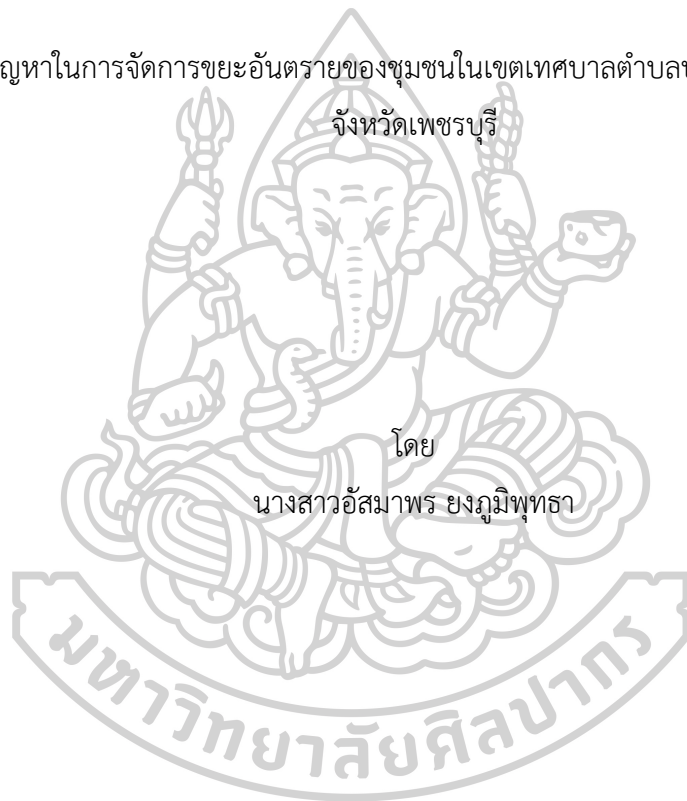 ญหาในการจัดการขยะอันตรายของชุมชนในเขตเทศบาลตำบล
จังหวัดเพชรบุรี
โดย
นางสาวอัสมาพร ยงภูมิพุทธา
มหาวิทยาลัยศิลปากร